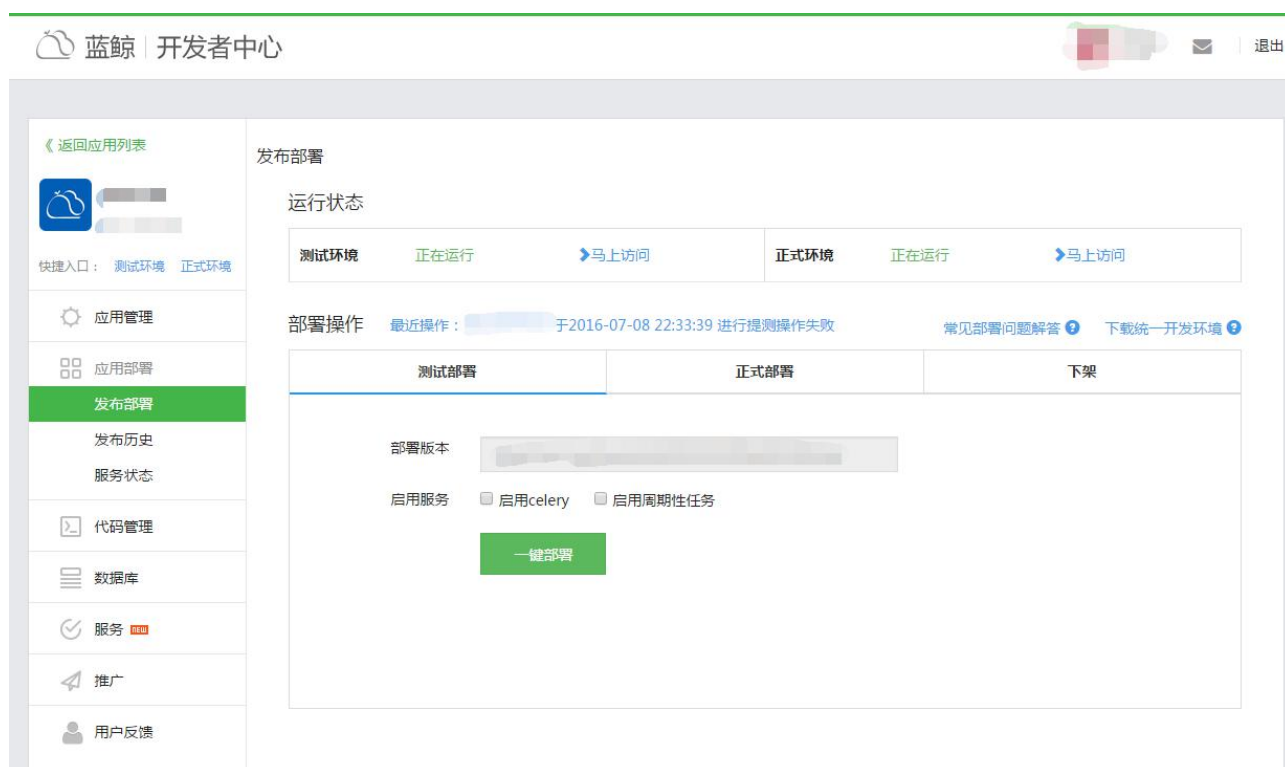 蓝鲸 开发者中心
退出
《 返回应用列表
快捷入口： 测试环境 正式环境
应用管理
应用部署
发布部署
发布历史
服务状态
代码管理
数据库
服务 NEW
推广
用户反馈
发布部署
运行状态
测试环境 正在运行 马上访问 正式环境 正在运行 马上访问
部署操作 最近操作： 于2016-07-08 22:33:39 进行提测操作失败 常见部署问题解答 ? 下载统一开发环境 ?
测试部署 正式部署 下架
部署版本
启用服务 启用celery 启用周期性任务
一键部署